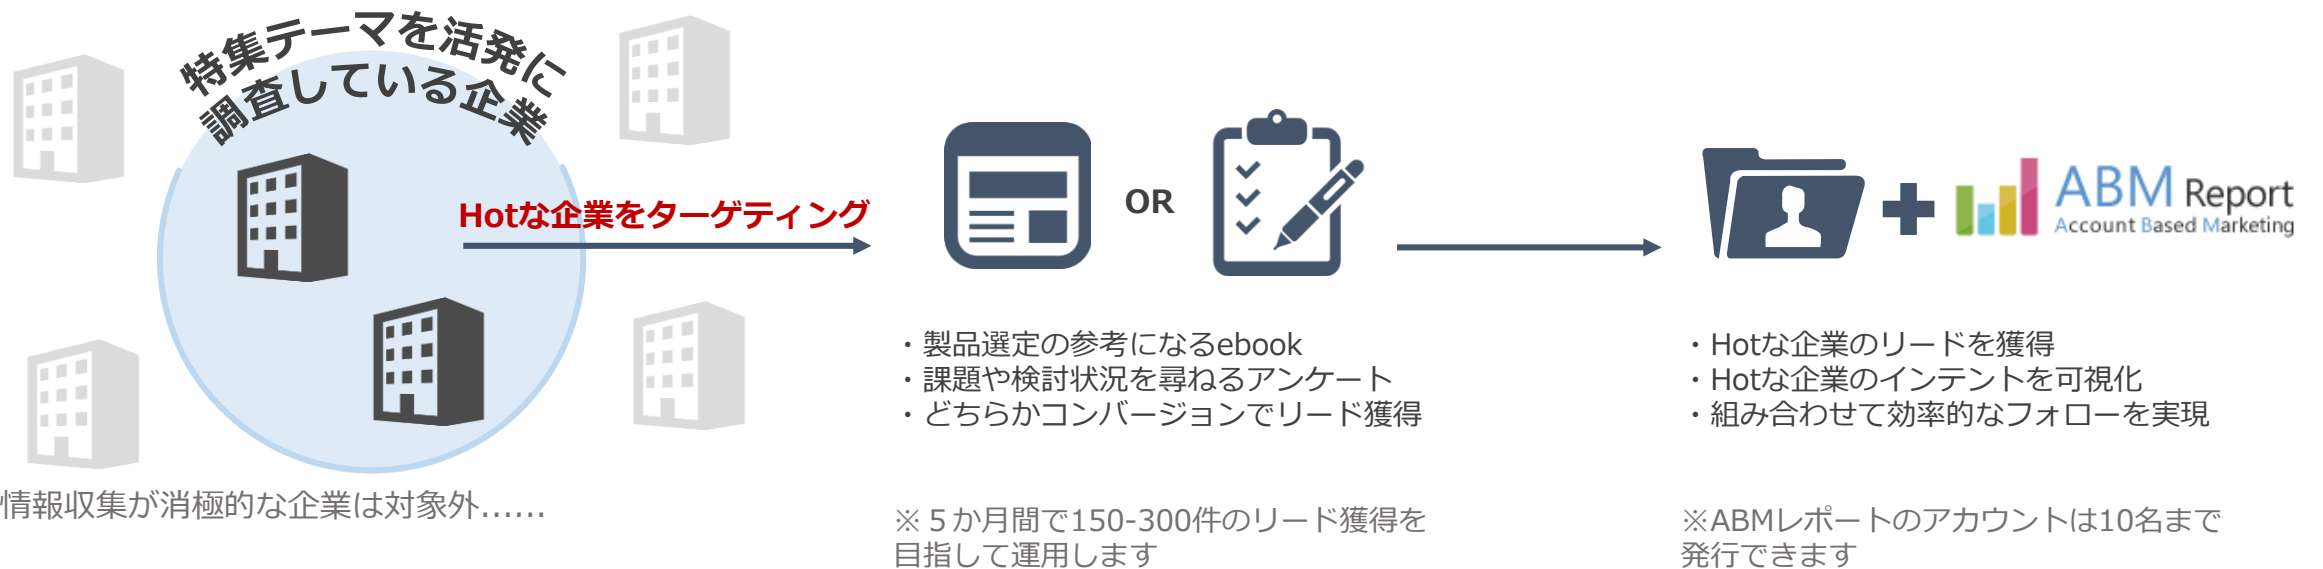 特集テーマを活発に
調査している企業
Hotな企業をターゲティング
情報収集が消極的な企業は対象外……
OR
・製品選定の参考になるebook
・課題や検討状況を尋ねるアンケート
・どちらかコンバージョンでリード獲得
※５か月間で150-300件のリード獲得を
目指して運用します
ABM Report
Account Based Marketing
・Hotな企業のリードを獲得
・Hotな企業のインテントを可視化
・組み合わせて効率的なフォローを実現
※ABMレポートのアカウントは10名まで
発行できます